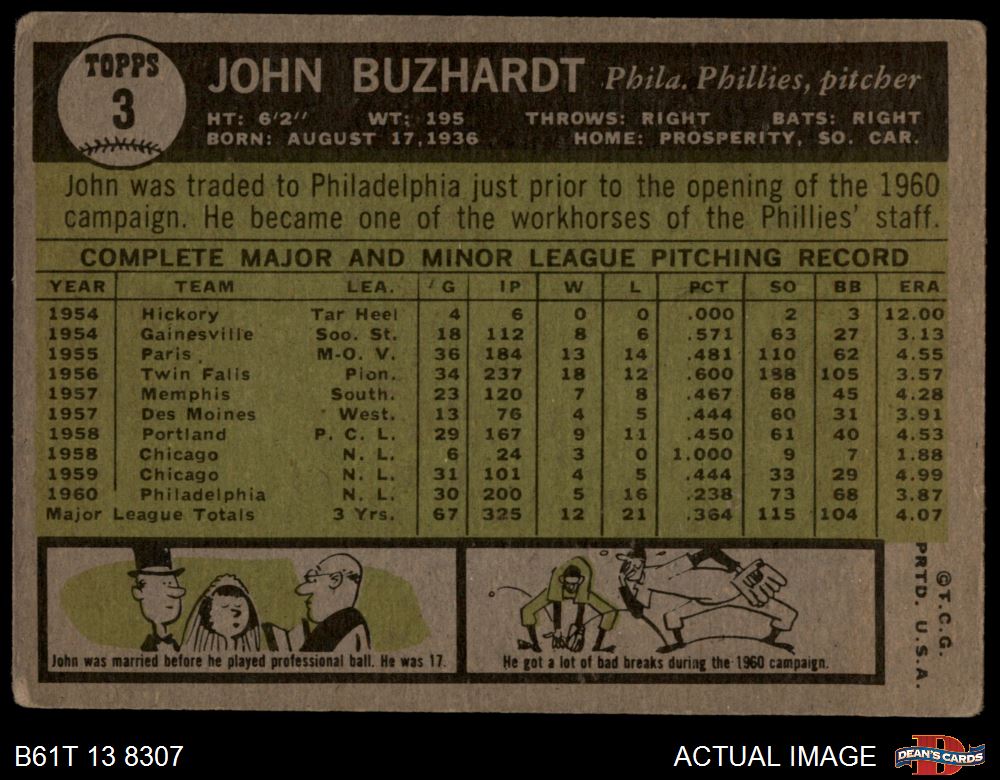 TOPPS
3
JOHN BUZHARDT Phila. Phillies, pitcher
HT: 6'2" WT: 195 THROWS: RIGHT BATS: RIGHT
BORN: AUGUST 17, 1936 HOME: PROSPERITY, SO. CAR.
John was traded to Philadelphia just prior to the opening of the 1960
campaign. He became one of the workhorses of the Phillies' staff.
COMPLETE MAJOR AND MINOR LEAGUE PITCHING RECORD
YEAR TEAM LEA. G IP W L PCT SO BB ERA
1954 Hickory Tar Heel 4 6 0 0 .000 2 3 12.00
1954 Gainesville Soo. St. 18 112 8 6 .571 63 27 3.13
1955 Paris M-O. V. 36 184 13 14 .481 110 62 4.55
1956 Twin Falls Pion. 34 237 18 12 .600 188 105 3.57
1957 Memphis South. 23 120 7 8 .467 68 45 4.28
1957 Des Moines West. 13 76 4 5 .444 60 31 3.91
1958 Portland P. C. L. 29 167 9 11 .450 61 40 4.53
1958 Chicago N. L. 6 24 3 0 1.000 9 7 1.88
1959 Chicago N. L. 31 101 4 5 .444 33 29 4.99
1960 Philadelphia N. L. 30 200 5 16 .238 73 68 3.87
Major League Totals 3 Yrs. 67 325 12 21 .364 115 104 4.07
John was married before he played professional ball. He was 17.
He got a lot of bad breaks during the 1960 campaign.
©T.C.G.
PRTD. U.S.A.
B61T 13 8307
ACTUAL IMAGE
D
DEAN'S CARDS